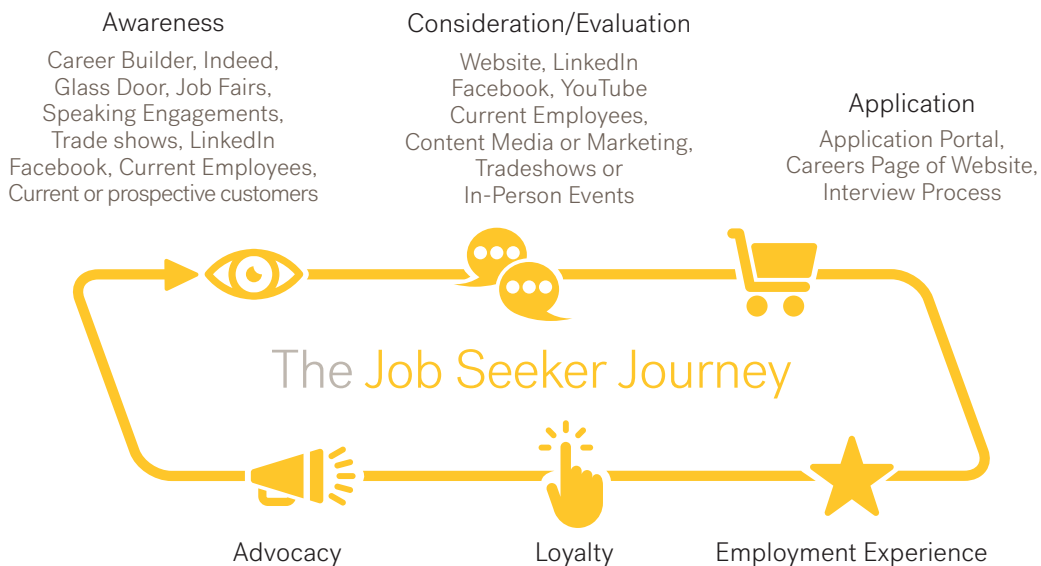 Awareness
Career Builder, Indeed,
Glass Door, Job Fairs,
Speaking Engagements,
Trade shows, LinkedIn
Facebook, Current Employees,
Current or prospective customers
Consideration/Evaluation
Website, LinkedIn
Facebook, YouTube
Current Employees,
Content Media or Marketing,
Tradeshows or
In-Person Events
Application
Application Portal,
Careers Page of Website,
Interview Process
The Job Seeker Journey
Advocacy
Loyalty
Employment Experience